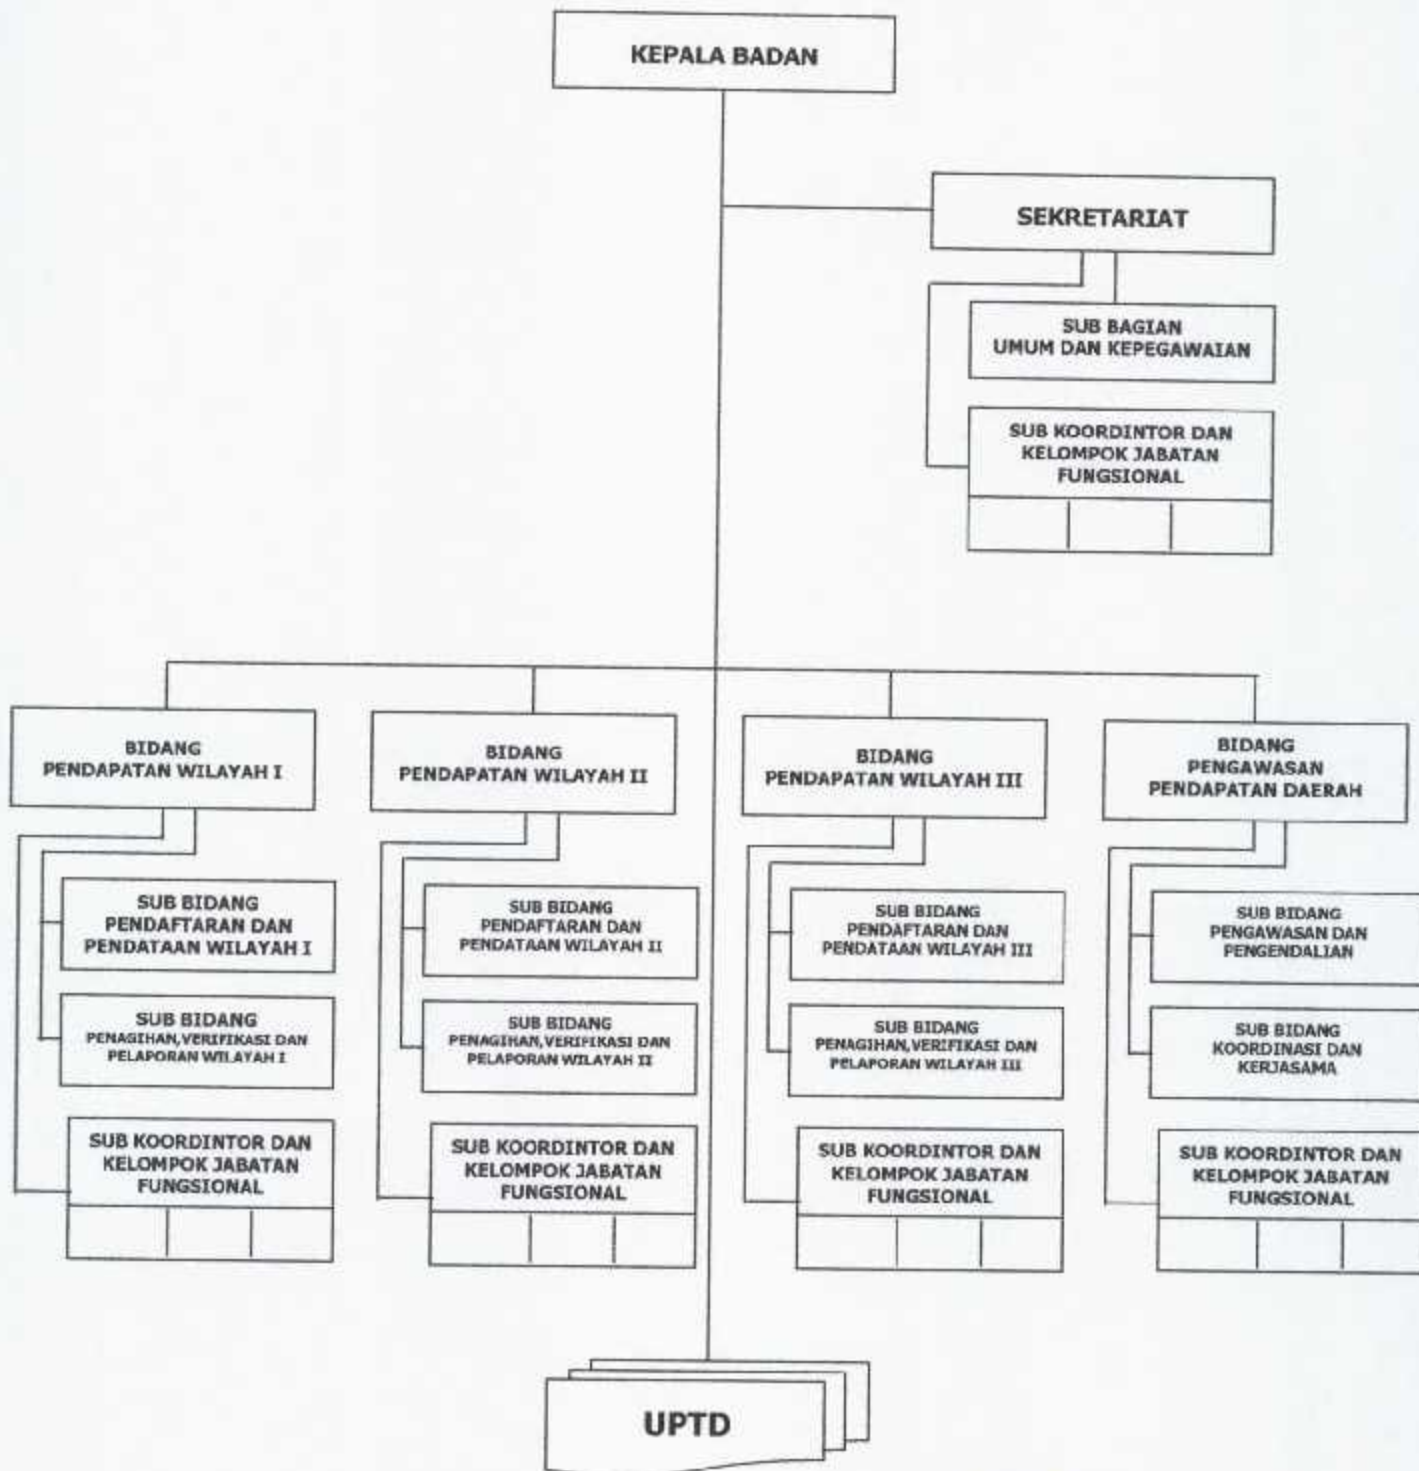 KEPALA BADAN
SEKRETARIAT
SUB BAGIAN
UMUM DAN KEPEGAWAIAN
SUB KOORDINTOR DAN
KELOMPOK JABATAN
FUNGSIONAL
BIDANG
PENDAPATAN WILAYAH I
SUB BIDANG
PENDAFTARAN DAN
PENDATAAN WILAYAH I
SUB BIDANG
PENAGIHAN,VERIFIKASI DAN
PELAPORAN WILAYAH I
SUB KOORDINTOR DAN
KELOMPOK JABATAN
FUNGSIONAL
BIDANG
PENDAPATAN WILAYAH II
SUB BIDANG
PENDAFTARAN DAN
PENDATAAN WILAYAH II
SUB BIDANG
PENAGIHAN,VERIFIKASI DAN
PELAPORAN WILAYAH II
SUB KOORDINTOR DAN
KELOMPOK JABATAN
FUNGSIONAL
BIDANG
PENDAPATAN WILAYAH III
SUB BIDANG
PENDAFTARAN DAN
PENDATAAN WILAYAH III
SUB BIDANG
PENAGIHAN,VERIFIKASI DAN
PELAPORAN WILAYAH III
SUB KOORDINTOR DAN
KELOMPOK JABATAN
FUNGSIONAL
BIDANG
PENGAWASAN
PENDAPATAN DAERAH
SUB BIDANG
PENGAWASAN DAN
PENGENDALIAN
SUB BIDANG
KOORDINASI DAN
KERJASAMA
SUB KOORDINTOR DAN
KELOMPOK JABATAN
FUNGSIONAL
UPTD